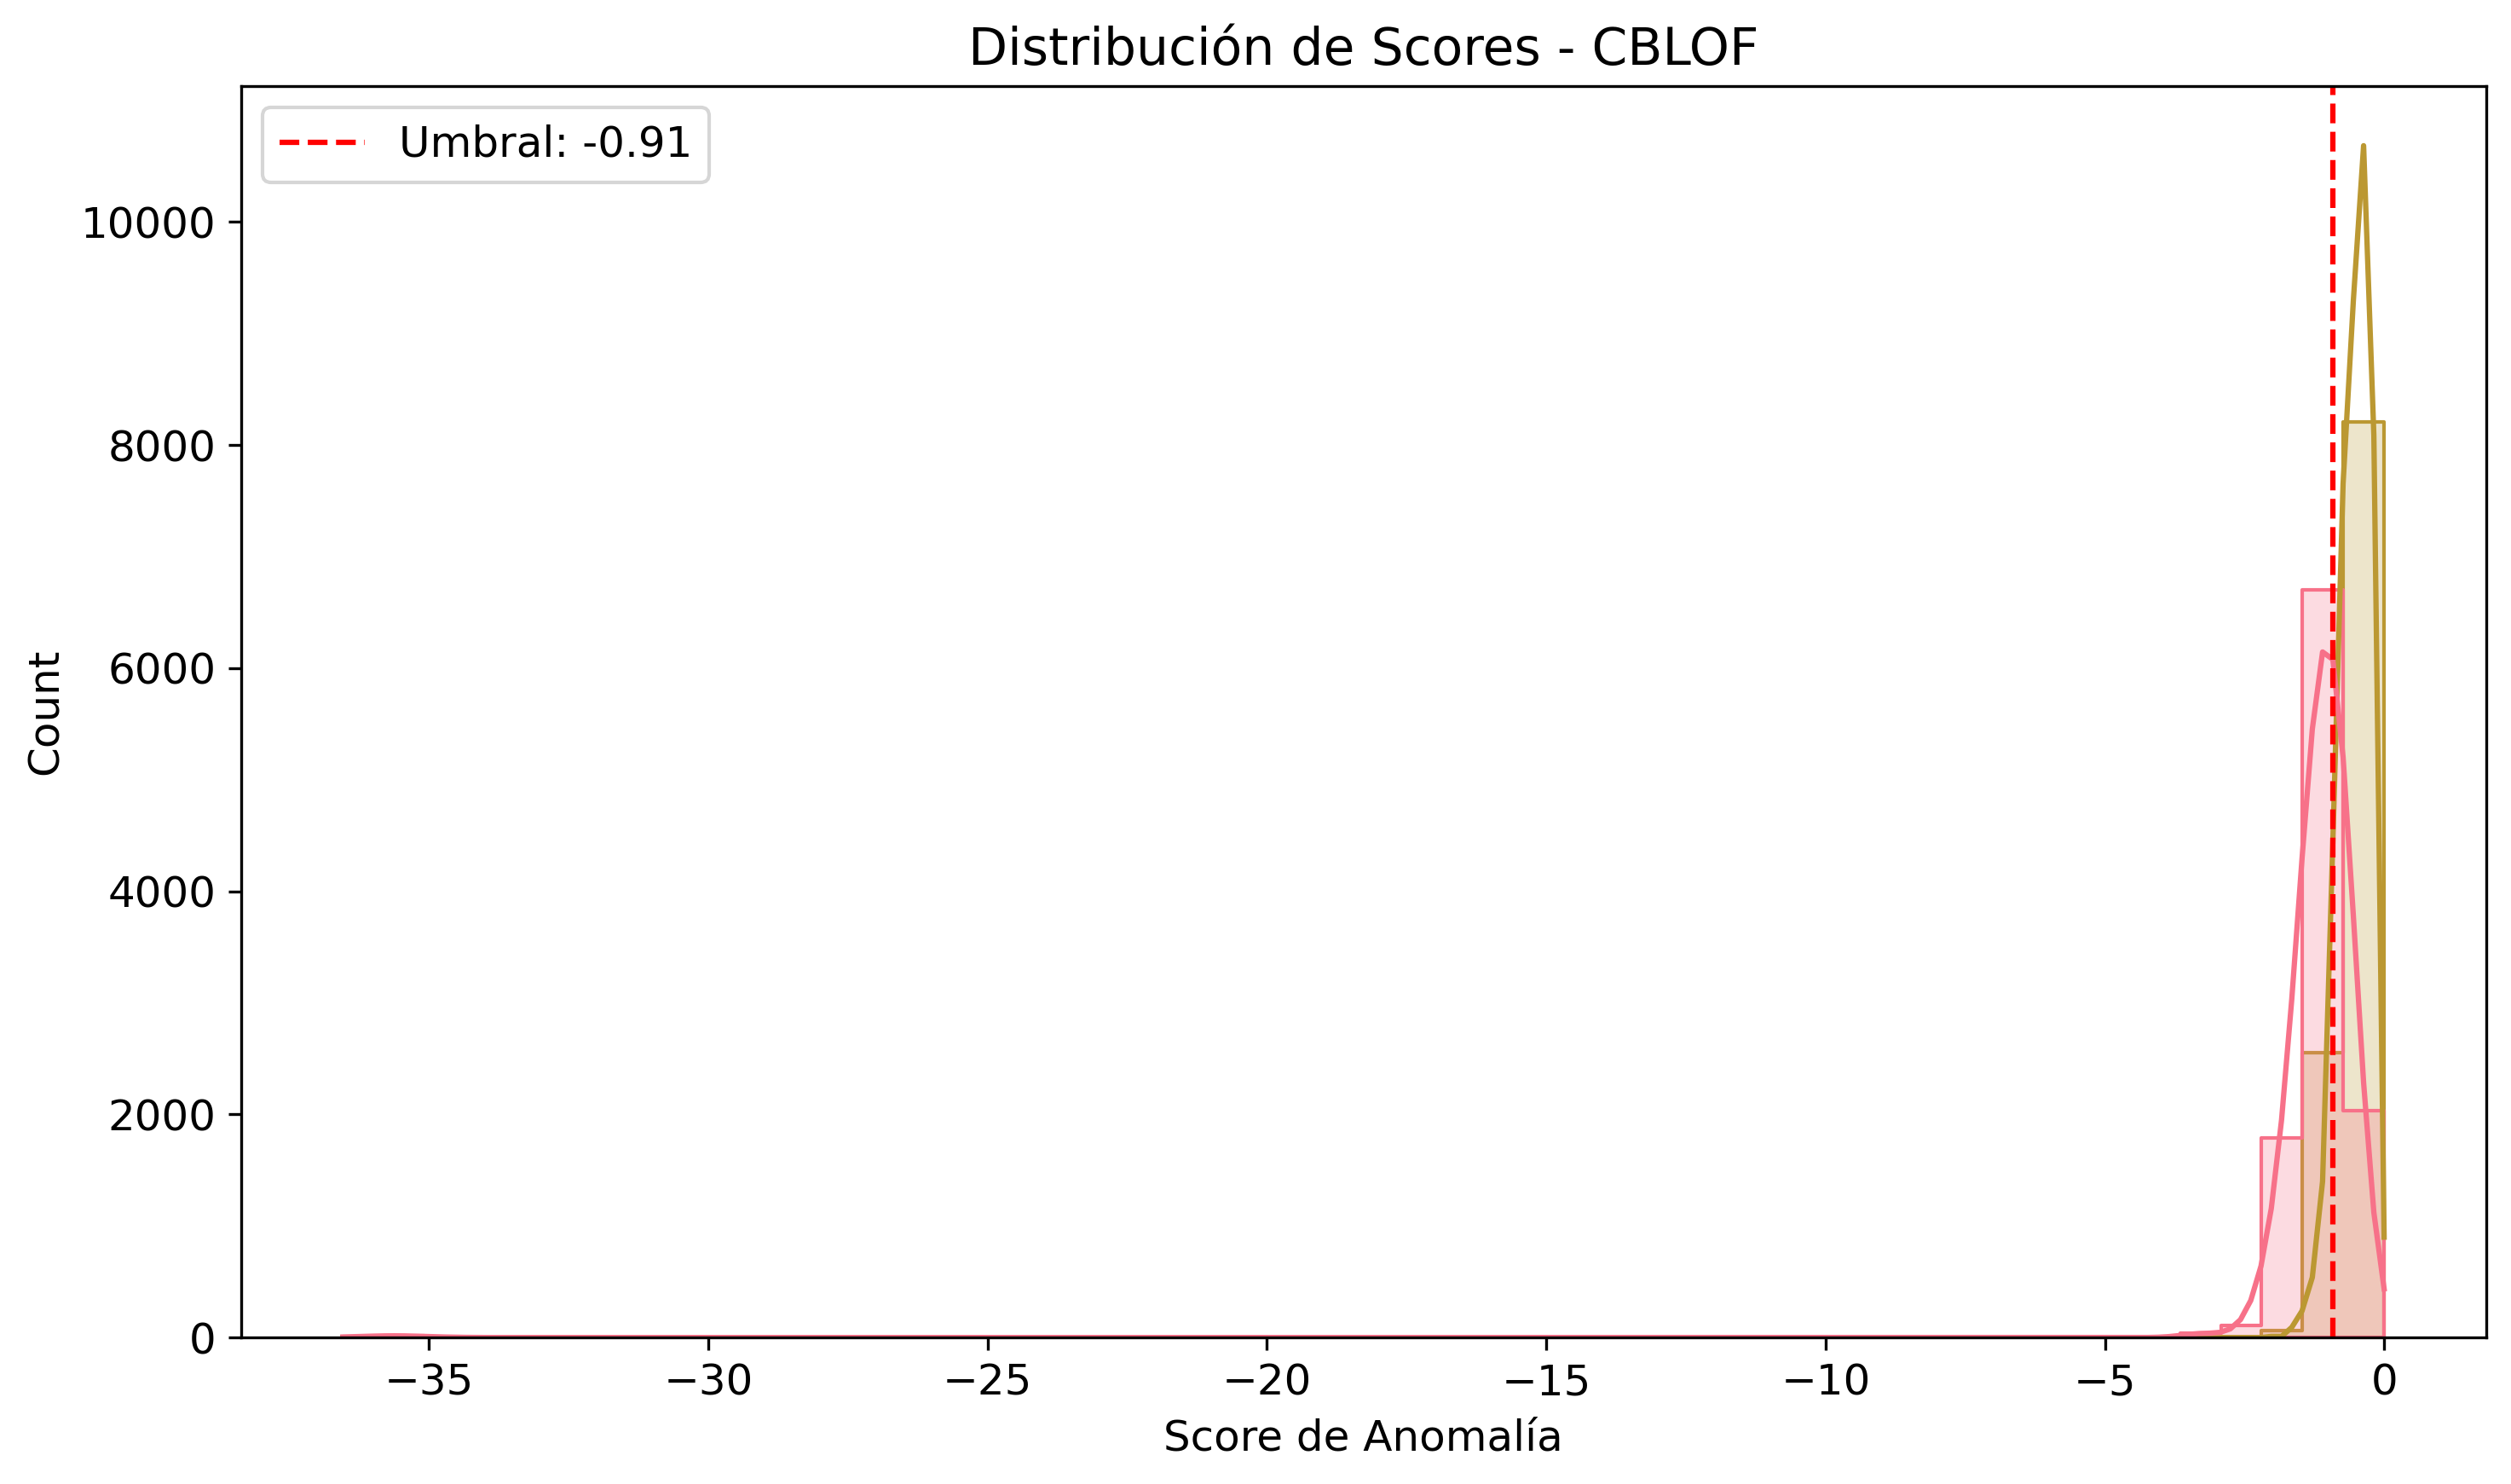 Distribución de Scores - CBLOF
Umbral: -0.91
Count
10000
8000
6000
4000
2000
0
−35 −30 −25 −20 −15 −10 −5 0
Score de Anomalía